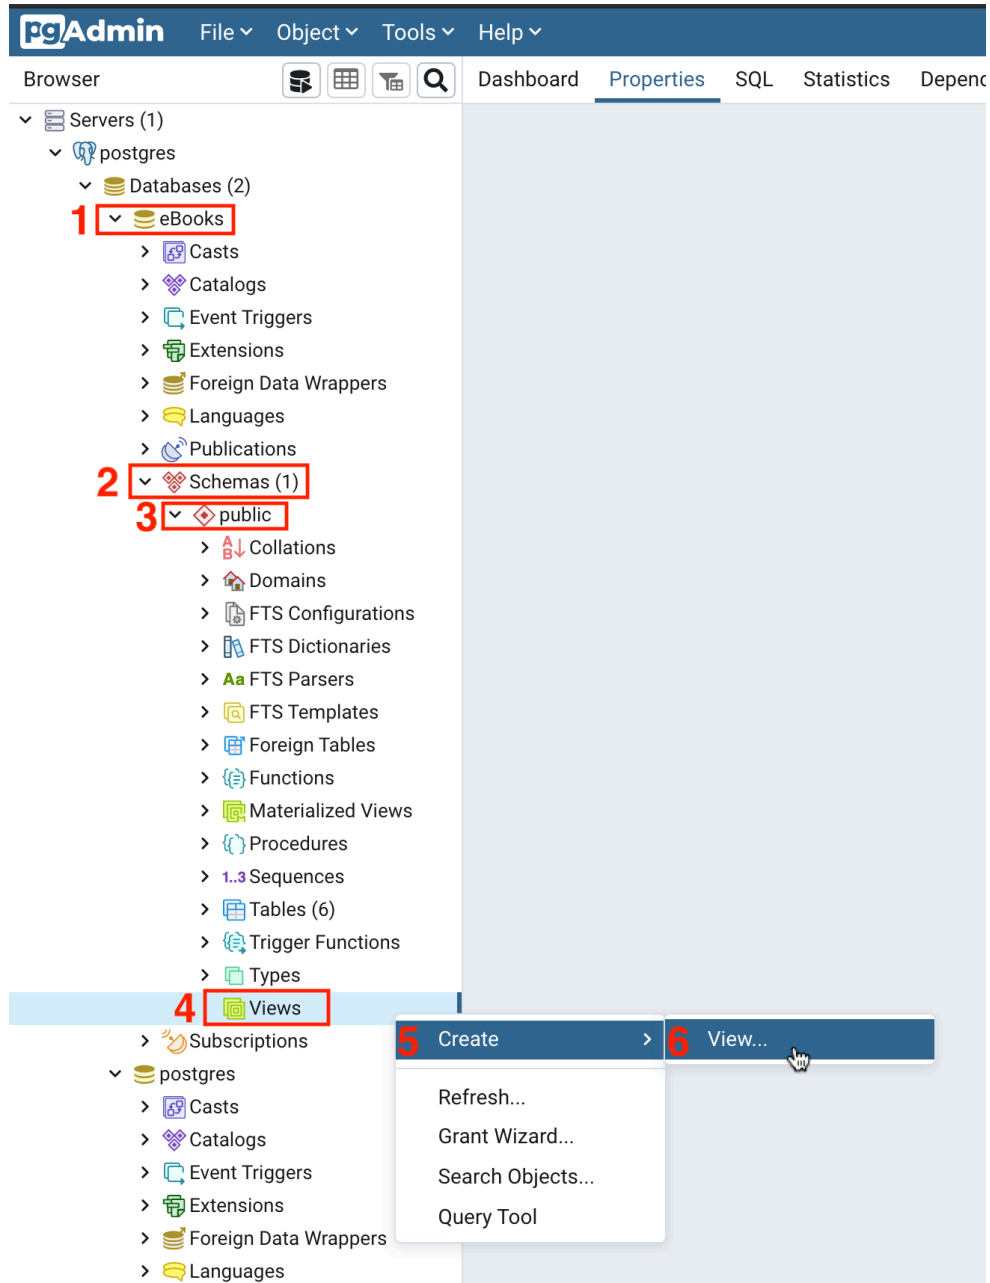 pgAdmin File Object Tools Help
Browser Dashboard Properties SQL Statistics
Servers (1)
postgres
Databases (2)
1 eBooks
Casts
Catalogs
Event Triggers
Extensions
Foreign Data Wrappers
Languages
Publications
2 Schemas (1)
3 public
A B Collations
Domains
FTS Configurations
FTS Dictionaries
Aa FTS Parsers
FTS Templates
Foreign Tables
Functions
Materialized Views
Procedures
1..3 Sequences
Tables (6)
Trigger Functions
Types
4 Views
5 Create 6 View...
Subscriptions
postgres
Refresh...
Casts
Grant Wizard...
Catalogs
Search Objects...
Event Triggers
Extensions
Query Tool
Foreign Data Wrappers
Languages